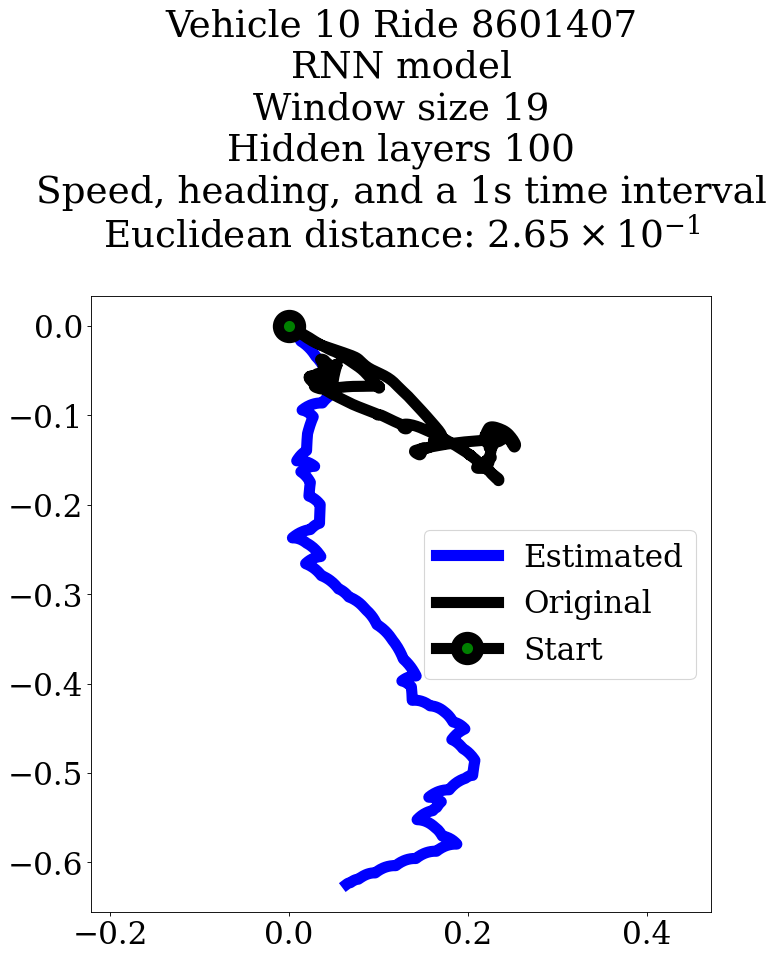 Vehicle 10 Ride 8601407
RNN model
Window size 19
Hidden layers 100
Speed, heading, and a 1s time interval
Euclidean distance: 2.65 × 10⁻¹
0.0
−0.1
−0.2
−0.3
−0.4
−0.5
−0.6
Estimated
Original
Start
−0.2 0.0 0.2 0.4